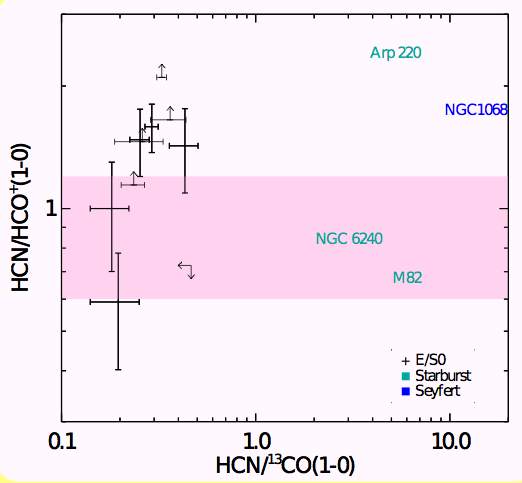 Arp 220
NGC1068
HCN/HCO+(1-0)
1
NGC 6240
M82
E/S0
Starburst
Seyfert
0.1 1.0 10.0
HCN/13CO(1-0)